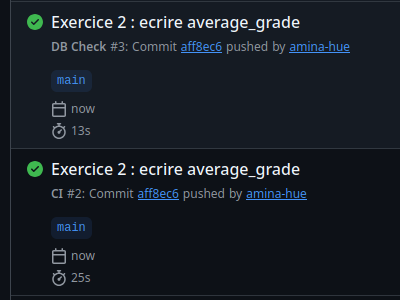 Exercice 2 : ecrire average_grade
DB Check #3: Commit aff8ec6 pushed by amina-hue
main
now
13s
Exercice 2 : ecrire average_grade
CI #2: Commit aff8ec6 pushed by amina-hue
main
now
25s